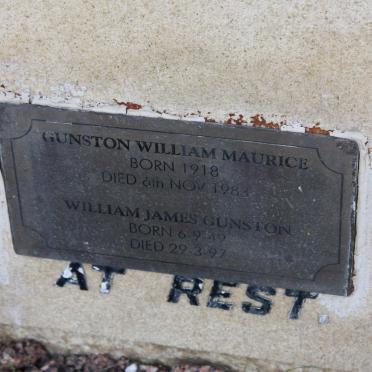 GUNSTON WILLIAM MAURICE
BORN 1918
DIED 6th NOV 1983
WILLIAM JAMES GUNSTON
BORN 6-9-49
DIED 29-3-97
AT REST